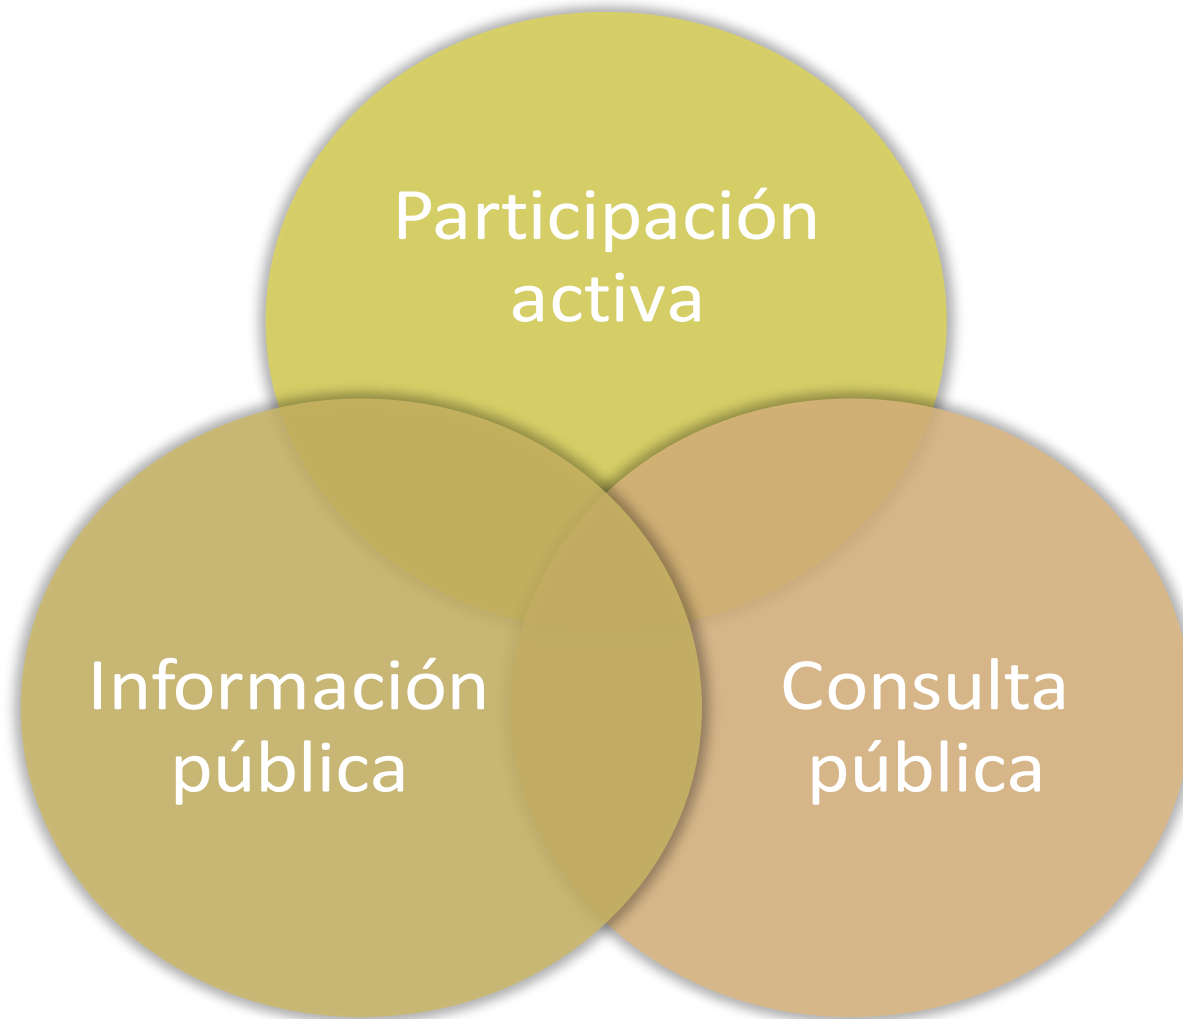 Participación
activa
Información
pública
Consulta
pública